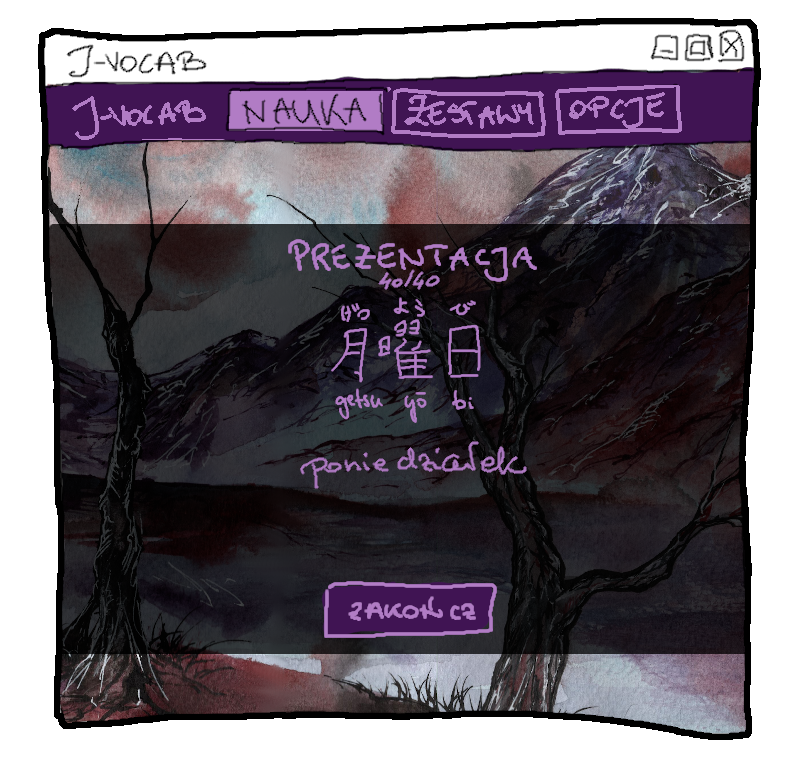 J-VOCAB
J-VOCAB NAUKA ZESTAWY OPCJE
PREZENTACJA
40/40
げつ よう び
月曜日
getsu yō bi
poniedziałek
ZAKOŃCZ